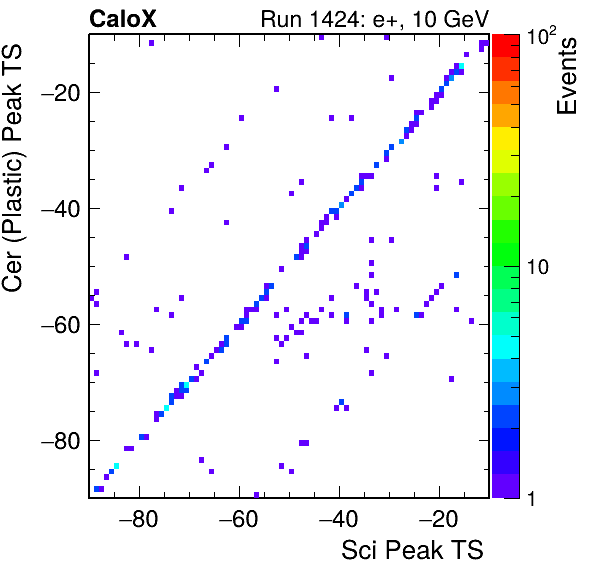 CaloX Run 1424: e+, 10 GeV
Cer (Plastic) Peak TS
−20
−40
−60
−80
−80 −60 −40 −20
Sci Peak TS
10²
10
1
Events